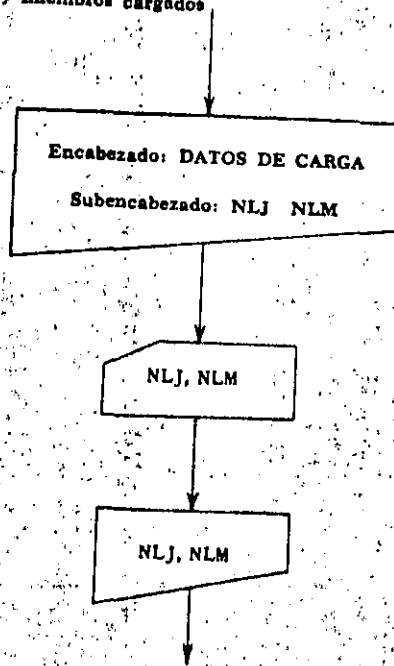 y miembros cargados
Encabezado: DATOS DE CARGA
Subencabezado: NLJ NLM
NLJ, NLM
NLJ, NLM